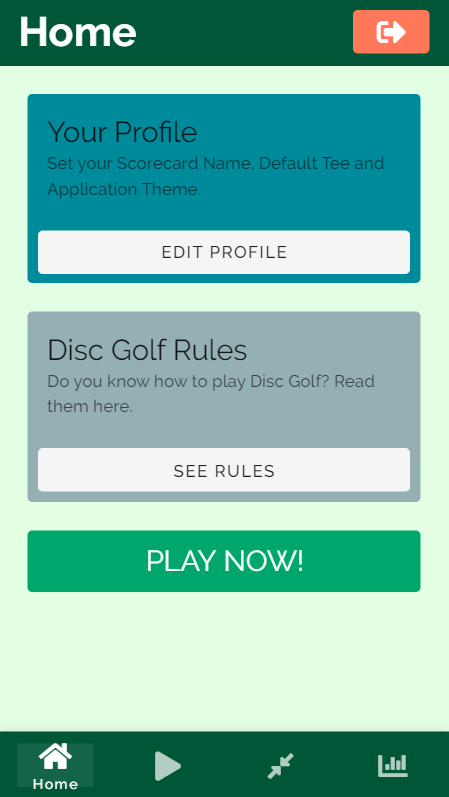 Home
Your Profile
Set your Scorecard Name, Default Tee and
Application Theme.
EDIT PROFILE
Disc Golf Rules
Do you know how to play Disc Golf? Read
them here.
SEE RULES
PLAY NOW!
Home